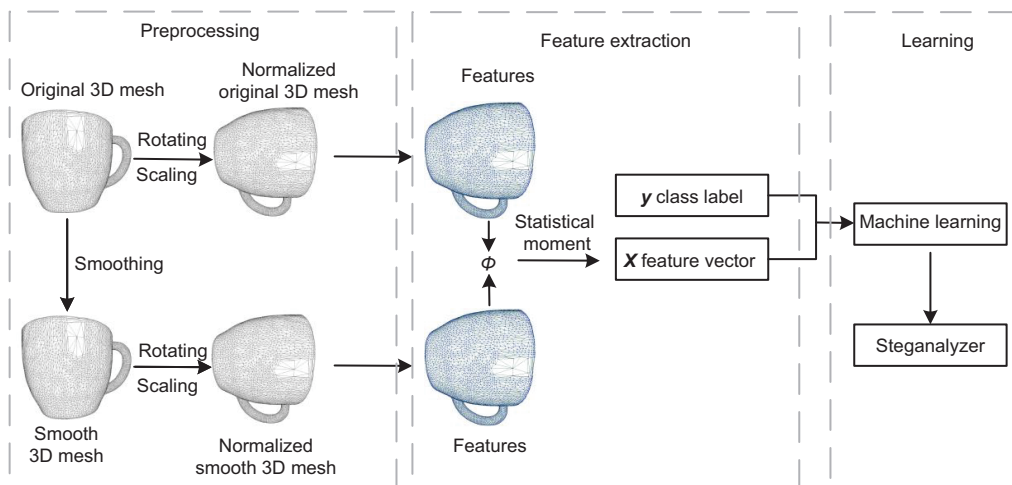 Preprocessing
Original 3D mesh
Normalized
original 3D mesh
Rotating
Scaling
Smoothing
Rotating
Scaling
Smooth
3D mesh
Normalized
smooth 3D mesh
Feature extraction
Features
Φ
Features
Statistical
moment
y class label
X feature vector
Learning
Machine learning
Steganalyzer